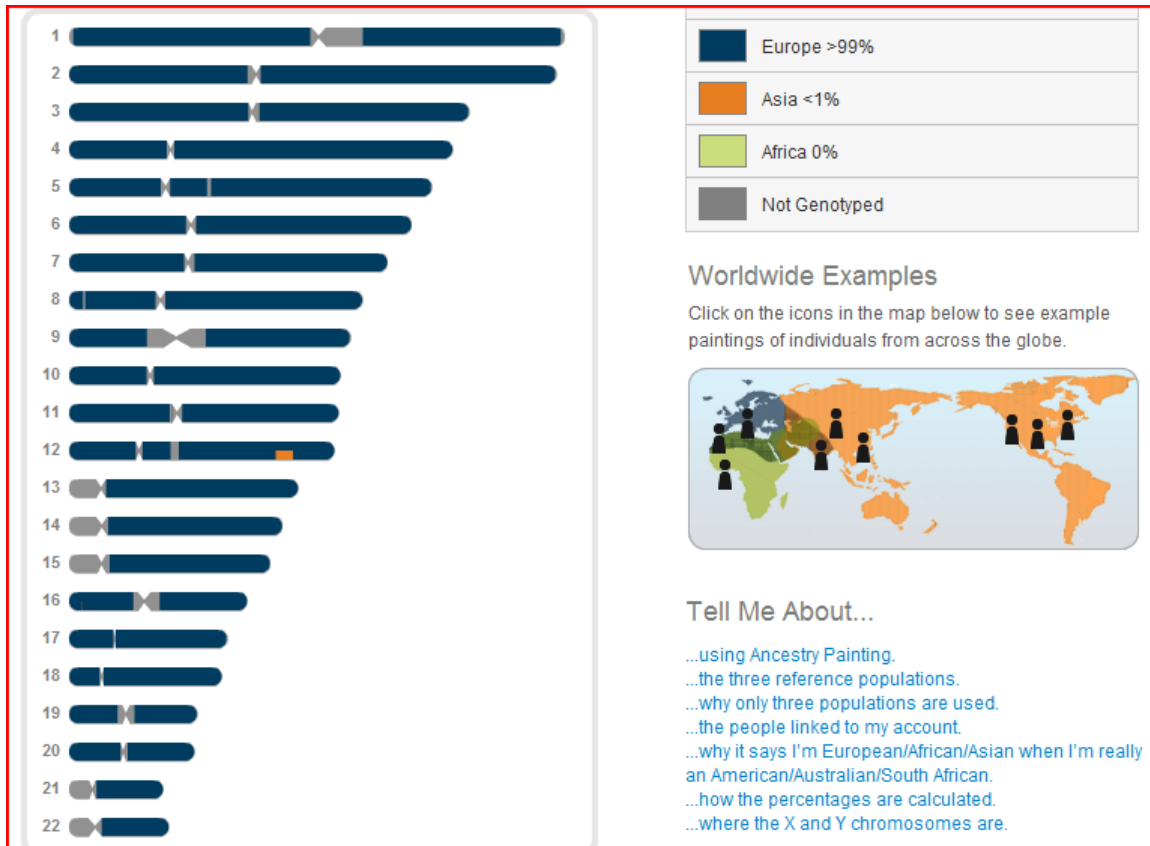 1
2
3
4
5
6
7
8
9
10
11
12
13
14
15
16
17
18
19
20
21
22
Europe >99%
Asia <1%
Africa 0%
Not Genotyped
Worldwide Examples
Click on the icons in the map below to see example
paintings of individuals from across the globe.
Tell Me About...
...using Ancestry Painting.
...the three reference populations.
...why only three populations are used.
...the people linked to my account.
...why it says I'm European/African/Asian when I'm really
an American/Australian/South African.
...how the percentages are calculated.
...where the X and Y chromosomes are.